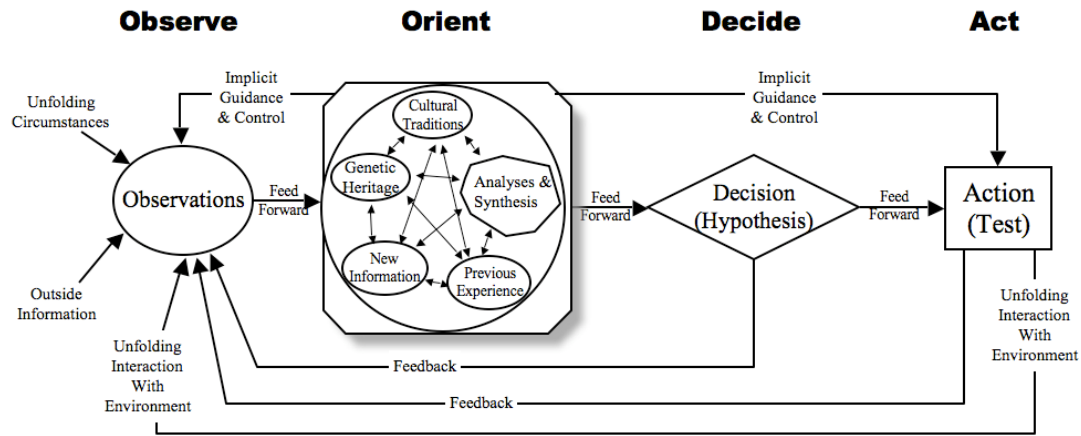 Observe
Orient
Decide
Act
Implicit
Guidance
& Control
Implicit
Guidance
& Control
Unfolding
Circumstances
Cultural
Traditions
Genetic
Heritage
Analyses &
Synthesis
New
Information
Previous
Experience
Observations
Feed
Forward
Feed
Forward
Decision
(Hypothesis)
Feed
Forward
Action
(Test)
Outside
Information
Unfolding
Interaction
With
Environment
Unfolding
Interaction
With
Environment
Feedback
Feedback